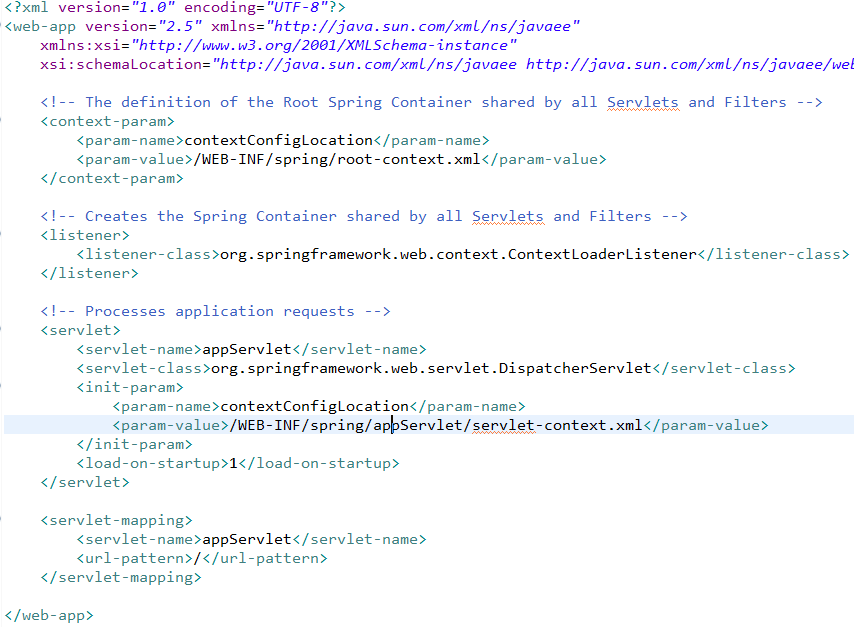 <?xml version="1.0" encoding="UTF-8"?>
<web-app version="2.5" xmlns="http://java.sun.com/xml/ns/javaee"
    xmlns:xsi="http://www.w3.org/2001/XMLSchema-instance"
    xsi:schemaLocation="http://java.sun.com/xml/ns/javaee http://java.sun.com/xml/ns/javaee/web
    <!-- The definition of the Root Spring Container shared by all Servlets and Filters -->
    <context-param>
        <param-name>contextConfigLocation</param-name>
        <param-value>/WEB-INF/spring/root-context.xml</param-value>
    </context-param>
    <!-- Creates the Spring Container shared by all Servlets and Filters -->
    <listener>
        <listener-class>org.springframework.web.context.ContextLoaderListener</listener-class>
    </listener>
    <!-- Processes application requests -->
    <servlet>
        <servlet-name>appServlet</servlet-name>
        <servlet-class>org.springframework.web.servlet.DispatcherServlet</servlet-class>
        <init-param>
            <param-name>contextConfigLocation</param-name>
            <param-value>/WEB-INF/spring/appServlet/servlet-context.xml</param-value>
        </init-param>
        <load-on-startup>1</load-on-startup>
    </servlet>
    <servlet-mapping>
        <servlet-name>appServlet</servlet-name>
        <url-pattern>/</url-pattern>
    </servlet-mapping>
</web-app>